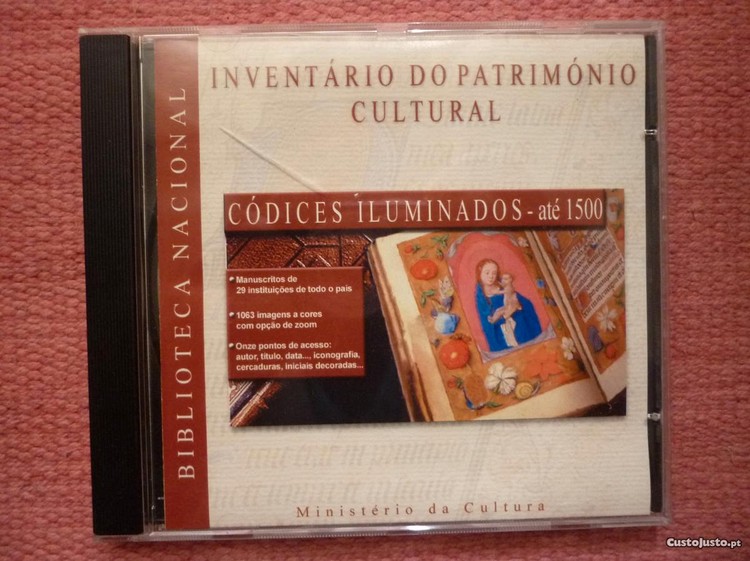 BIBLIOTECA NACIONAL
INVENTÁRIO DO PATRIMÓNIO
CULTURAL
CÓDICES ILUMINADOS - até 1500
Manuscritos de
29 instituições de todo o país
1063 imagens a cores
com opção de zoom
Onze pontos de acesso:
autor, título, data..., iconografia,
cercaduras, iniciais decoradas...
Ministério da Cultura
CustoJusto.pt